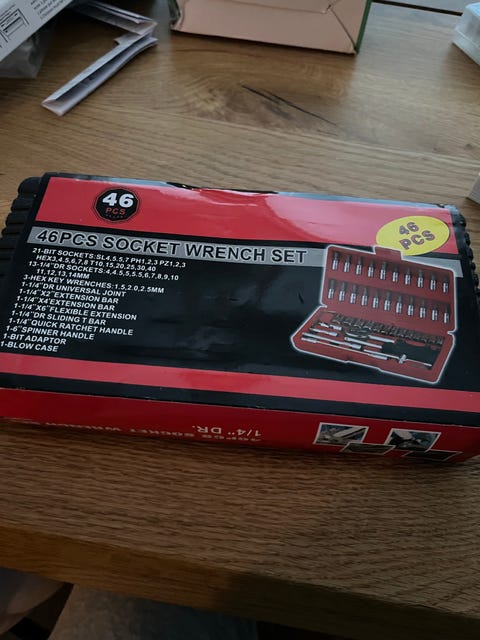 46
PCS
46PCS SOCKET WRENCH SET
46
PCS
21-BIT SOCKETS:SL4,5.5,7 PH1,2,3 PZ1,2,3
HEX3,4,5,6,7,8 T10,15,20,25,30,40
13-1/4"DR SOCKETS:4,4.5,5,5.5,6,7,8,9,10
11,12,13,14MM
3-HEX KEY WRENCHES:1.5,2.0,2.5MM
1-1/4"DR UNIVERSAL JOINT
1-1/4"X2"EXTENSION BAR
1-1/4"X4"EXTENSION BAR
1-1/4"X6"FLEXIBLE EXTENSION
1-1/4"DR SLIDING T BAR
1-1/4"QUICK RATCHET HANDLE
1-6"SPINNER HANDLE
1-BIT ADAPTOR
1-BLOW CASE
1/4" DR.
46PCS SOCKET WRENCH